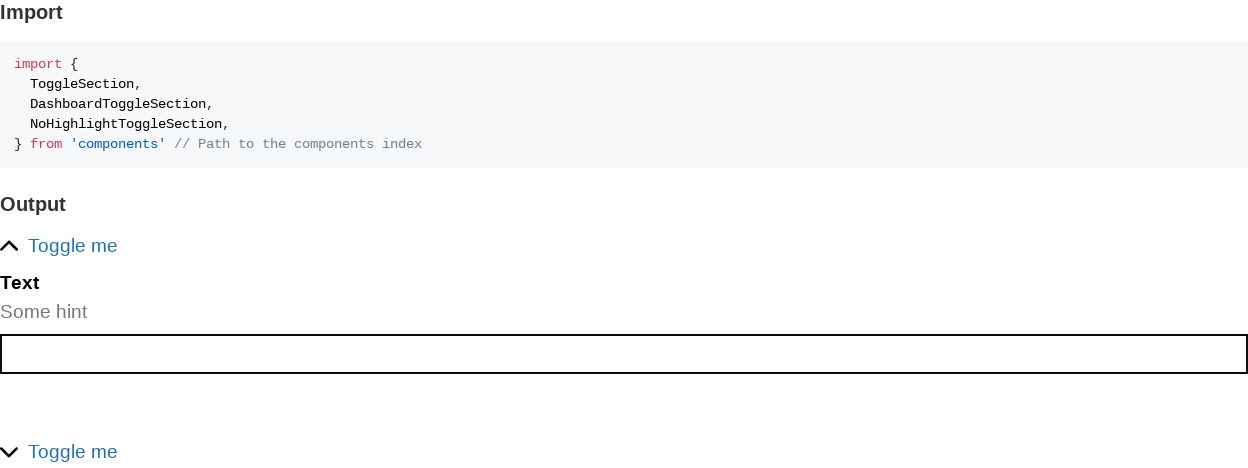 Import
import {
  ToggleSection,
  DashboardToggleSection,
  NoHighlightToggleSection,
} from 'components' // Path to the components index
Output
Toggle me
Text
Some hint
Toggle me